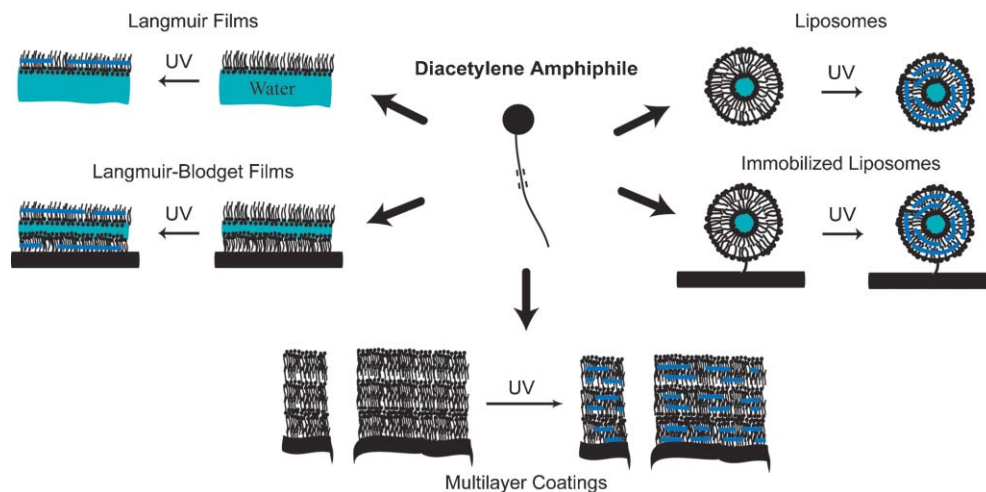 Langmuir Films
UV
Water
Diacetylene Amphiphile
Liposomes
UV
Langmuir-Blodget Films
UV
Immobilized Liposomes
UV
UV
Multilayer Coatings